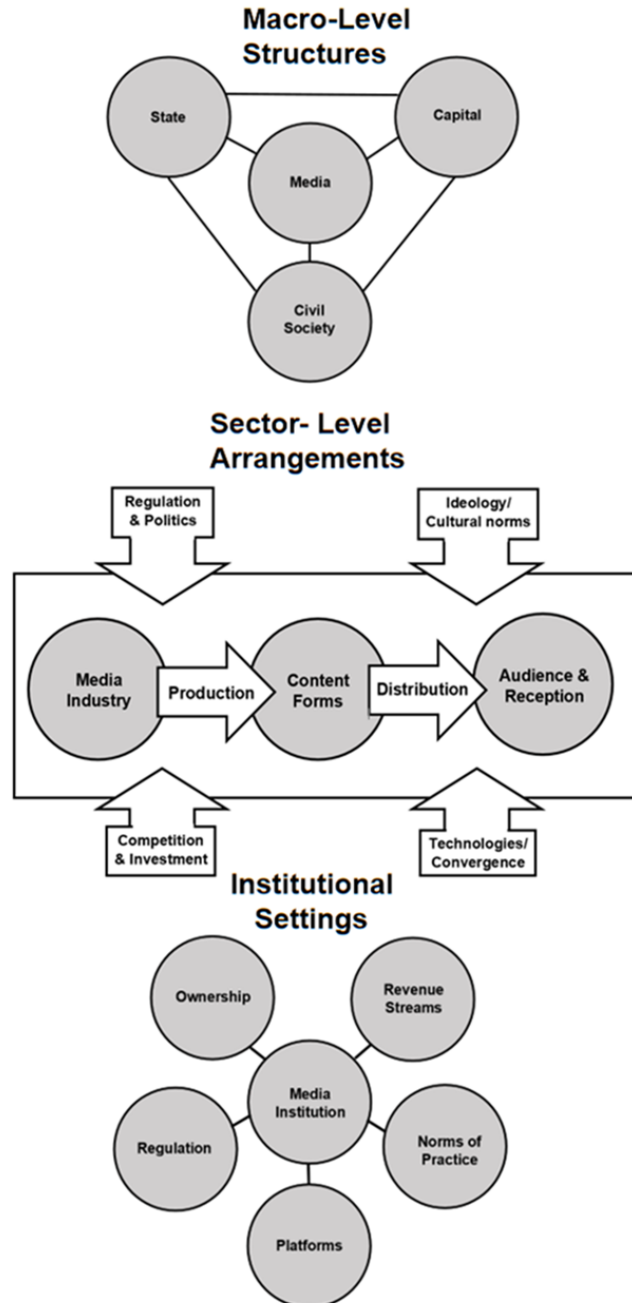 Macro-Level
Structures
State
Capital
Media
Civil
Society
Sector- Level
Arrangements
Regulation
& Politics
Ideology/
Cultural norms
Media
Industry
Production
Content
Forms
Distribution
Audience &
Reception
Competition
& Investment
Technologies/
Convergence
Institutional
Settings
Ownership
Revenue
Streams
Media
Institution
Regulation
Norms of
Practice
Platforms